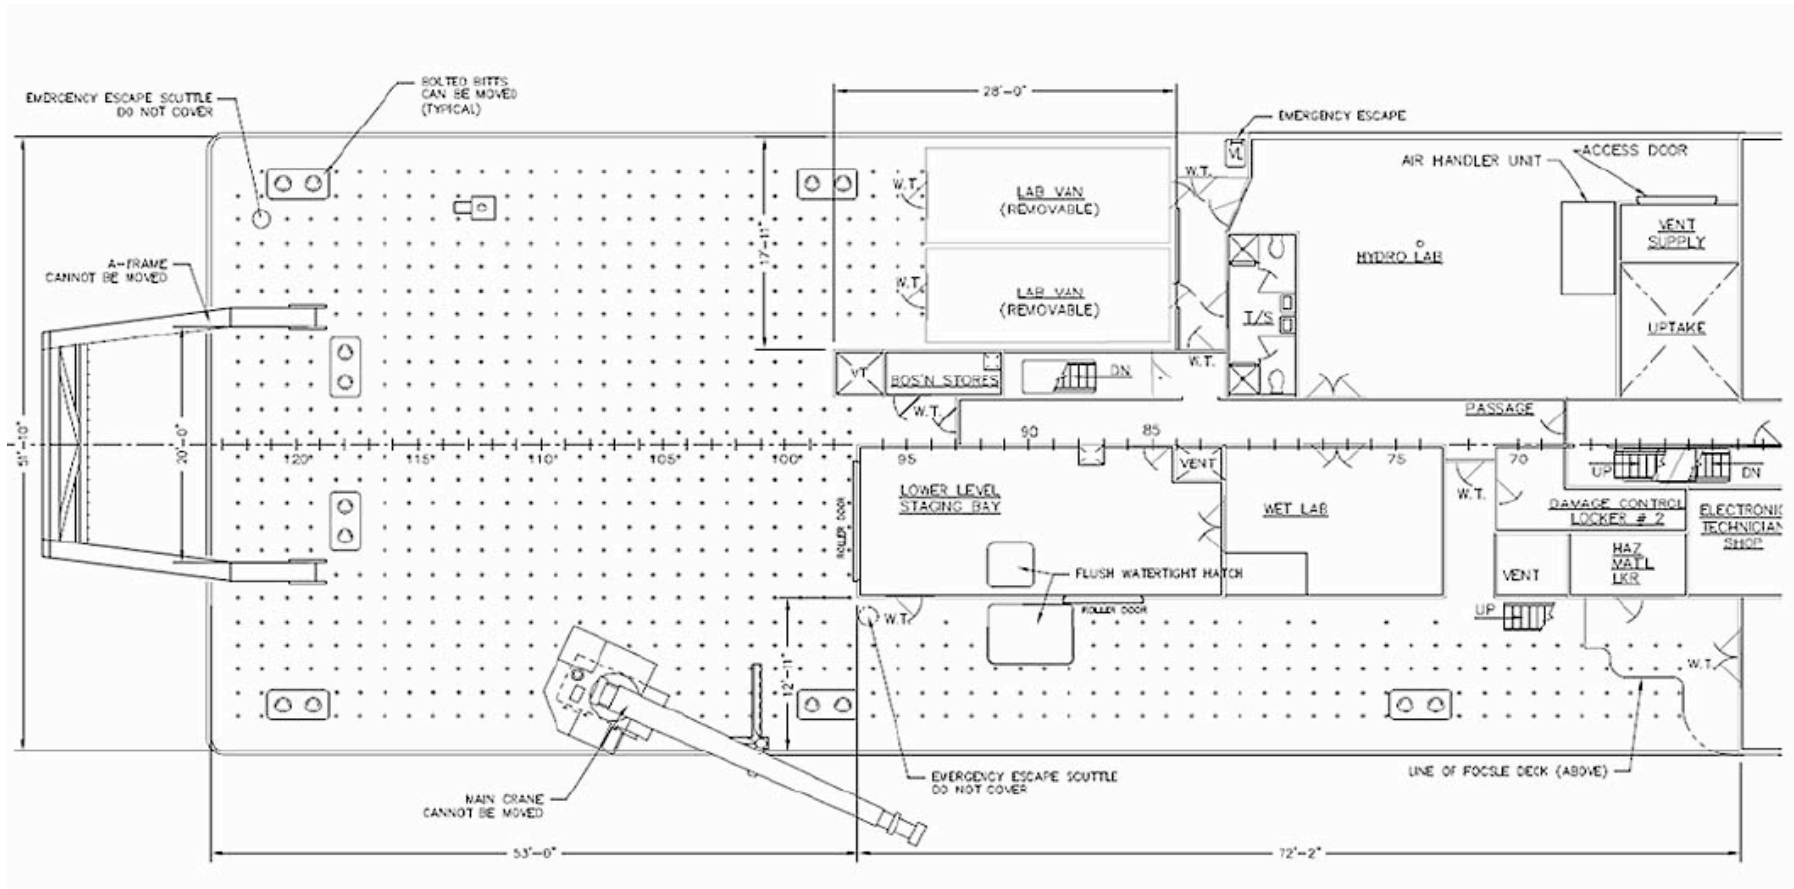 BOLTED BITTS
CAN BE MOVED
(TYPICAL)
EMERGENCY ESCAPE SCUTTLE
DO NOT COVER
28'-0"
EMERGENCY ESCAPE
VL
ACCESS DOOR
AIR HANDLER UNIT
W.T.
W.T.
LAB VAN
(REMOVABLE)
VENT
SUPPLY
17'-11"
HYDRO LAB
A-FRAME
CANNOT BE MOVED
W.T.
LAB VAN
(REMOVABLE)
T/S
UPTAKE
W.T.
VT
BOS'N STORES
DN
W.T.
PASSAGE
51'-10"
20'-0"
120'
115'
110'
105'
100'
95
90
85
75
70
VENT
UP
DN
LOWER LEVEL
STAGING BAY
WET LAB
W.T.
DAMAGE CONTROL
LOCKER # 2
ELECTRONIC
TECHNICIAN
SHOP
ROLLER DOOR
HAZ
MAT'L
LKR
VENT
FLUSH WATERTIGHT HATCH
ROLLER DOOR
W.T.
UP
12'-11"
W.T.
EMERGENCY ESCAPE SCUTTLE
DO NOT COVER
LINE OF FOCSLE DECK (ABOVE)
MAIN CRANE
CANNOT BE MOVED
53'-0"
72'-2"